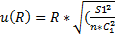 u(R) = R * √((S1²/n*C₁²